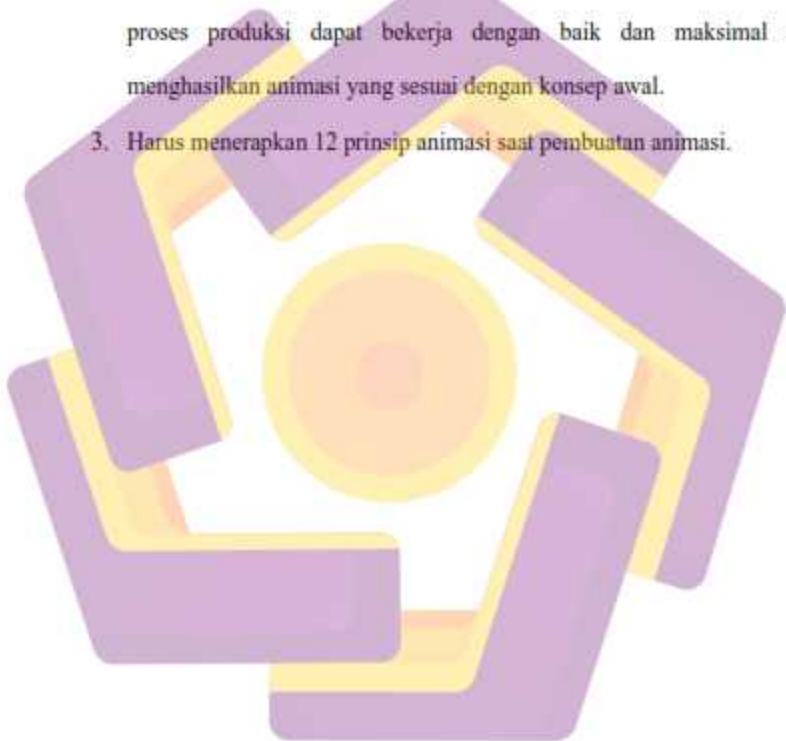 proses produksi dapat bekerja dengan baik dan maksimal
menghasilkan animasi yang sesuai dengan konsep awal.
3. Harus menerapkan 12 prinsip animasi saat pembuatan animasi.